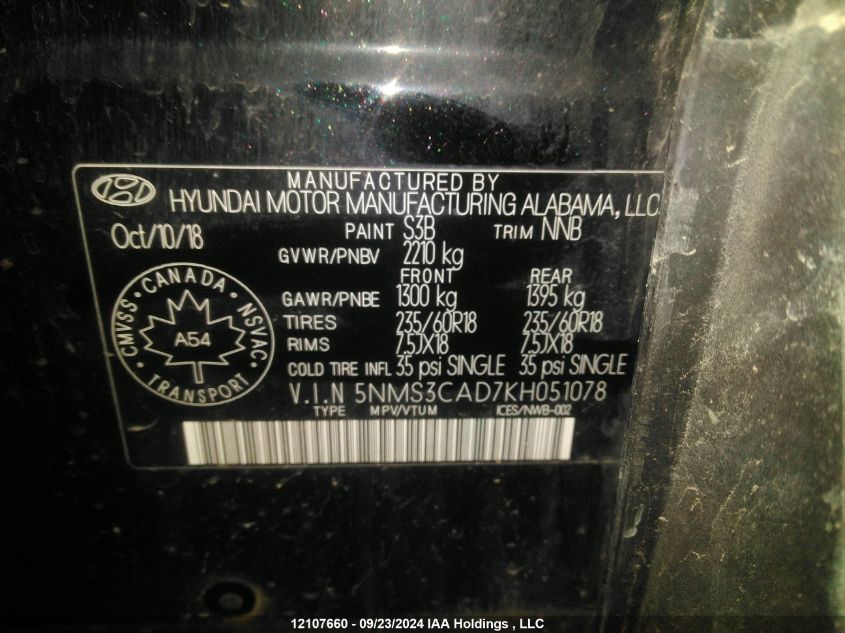 MANUFACTURED BY
HYUNDAI MOTOR MANUFACTURING ALABAMA, LLC.
Oct/10/18 PAINT S3B TRIM NNB
GVWR/PNBV 2210 kg
FRONT REAR
GAWR/PNBE 1300 kg 1395 kg
TIRES 235/60R18 235/60R18
RIMS 7.5JX18 7.5JX18
COLD TIRE INFL 35 psi SINGLE 35 psi SINGLE
CMVSS · CANADA · NSVAC · TRANSPORT
A54
V.I.N 5NMS3CAD7KH051078
TYPE MPV/VTUM ICES/NWB-002
12107660 - 09/23/2024 IAA Holdings , LLC